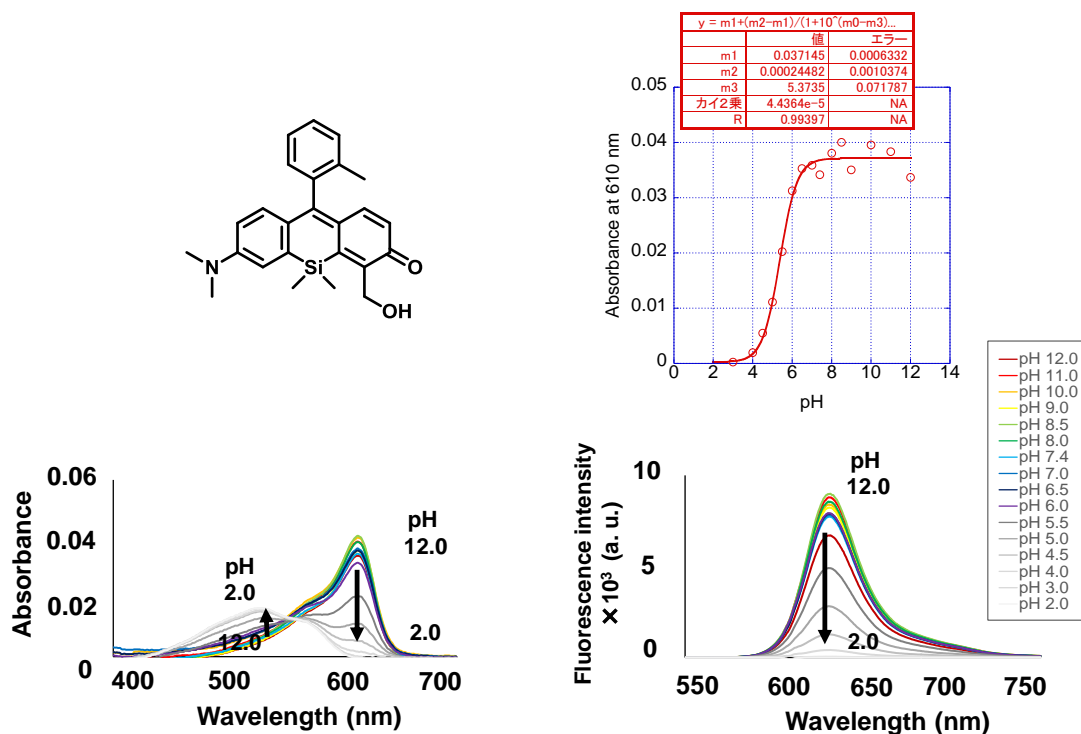 y = m1+(m2-m1)/(1+10^(m0-m3)...
値 エラー
m1 0.037145 0.0006332
m2 0.00024482 0.0010374
m3 5.3735 0.071787
カイ2乗 4.4364e-5 NA
R 0.99397 NA
N
Si
O
OH
Absorbance at 610 nm
0.05
0.04
0.03
0.02
0.01
0
0 2 4 6 8 10 12 14
pH
pH 12.0
pH 11.0
pH 10.0
pH 9.0
pH 8.5
pH 8.0
pH 7.4
pH 7.0
pH 6.5
pH 6.0
pH 5.5
pH 5.0
pH 4.5
pH 4.0
pH 3.0
pH 2.0
Absorbance
0.06
0.04
0.02
0
pH
2.0
12.0
pH
12.0
2.0
400 500 600 700
Wavelength (nm)
Fluorescence intensity
×10³ (a. u.)
10
5
0
pH
12.0
2.0
550 600 650 700 750
Wavelength (nm)